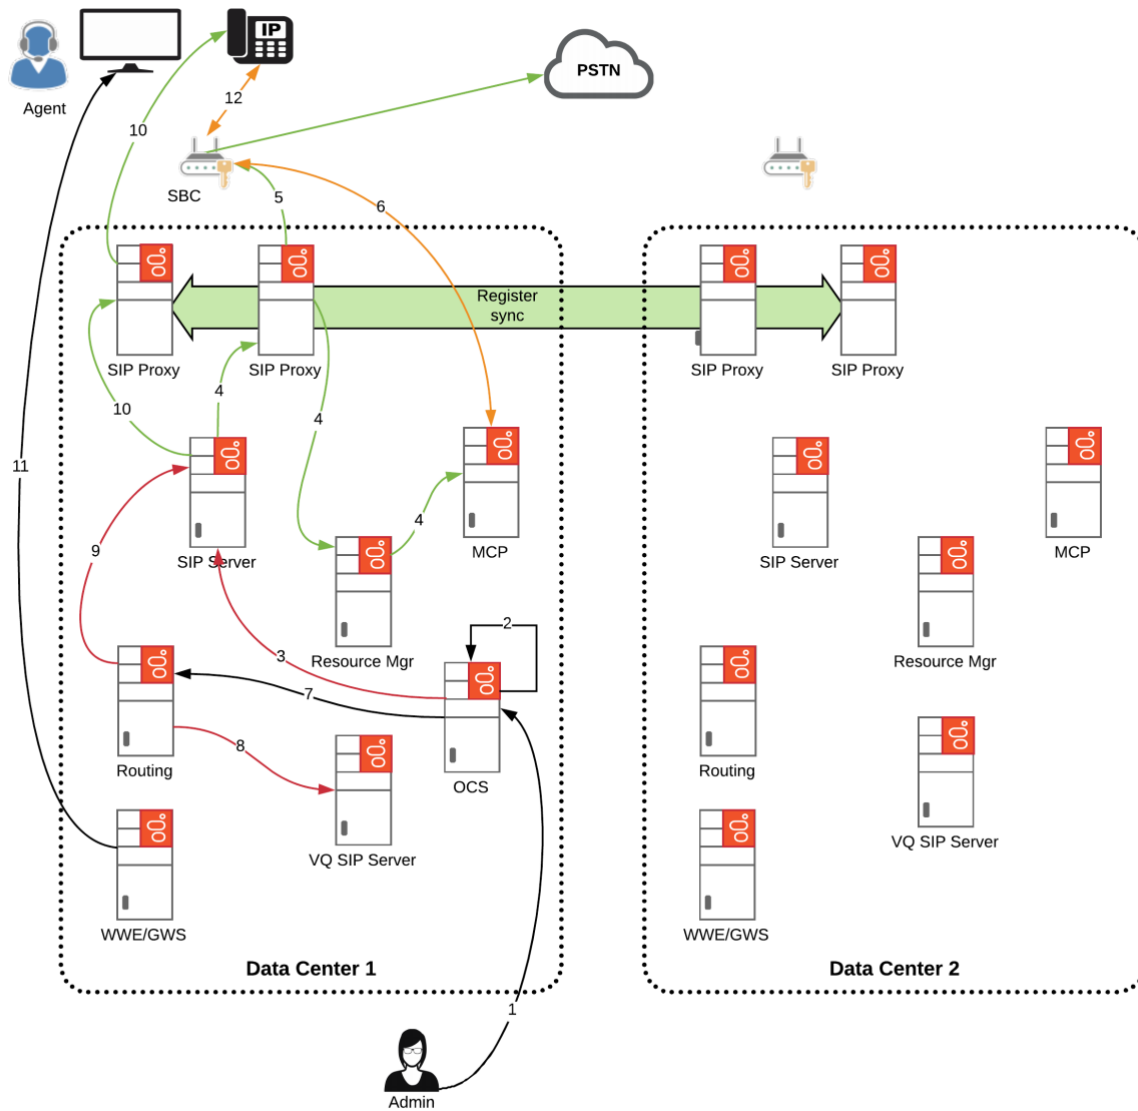 IP
PSTN
Agent
12
10
SBC
5
6
Register
sync
SIP Proxy
SIP Proxy
SIP Proxy
SIP Proxy
4
10
4
11
4
MCP
MCP
9
SIP Server
SIP Server
2
3
Resource Mgr
Resource Mgr
7
8
Routing
Routing
OCS
VQ SIP Server
VQ SIP Server
WWE/GWS
WWE/GWS
Data Center 1
Data Center 2
1
Admin